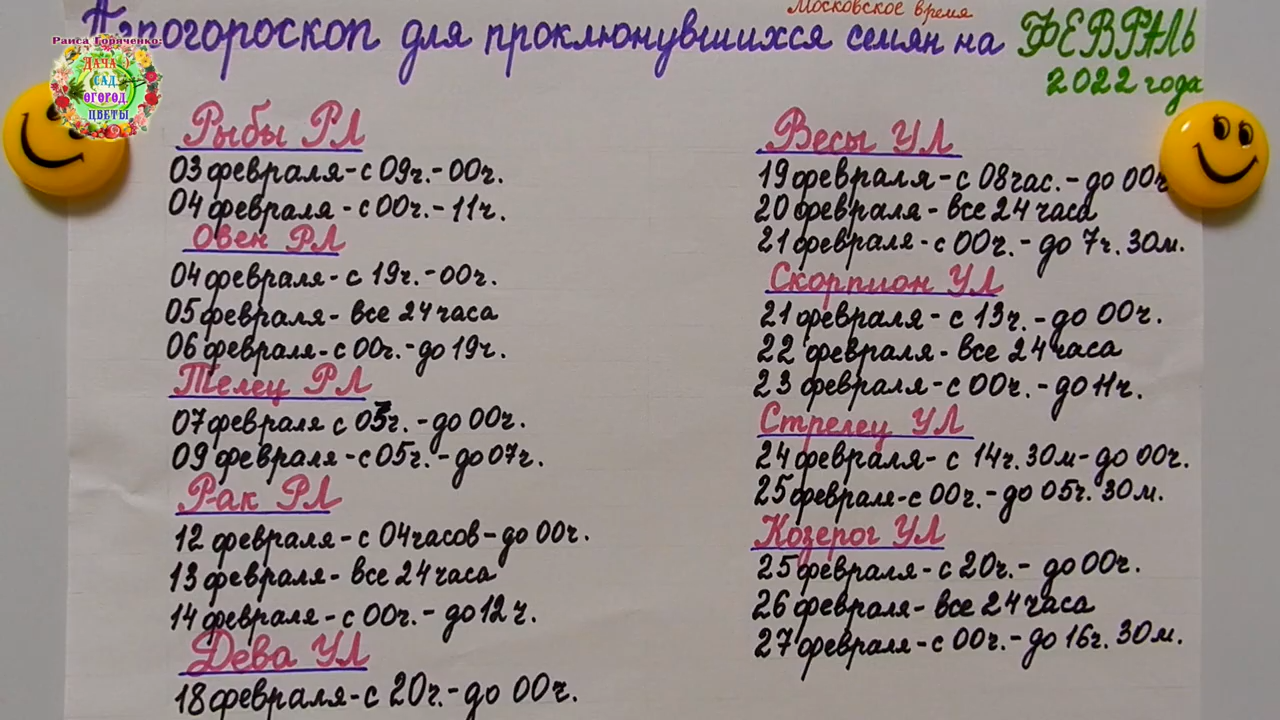 Московское время
Аэрогороскоп для проклюнувшихся семян на ФЕВРАЛЬ
2022 года
Раиса Горяченко:
ДАЧА
САД,
ОГОРОД,
ЦВЕТЫ
Рыбы РЛ
03 февраля - с 09ч. - 00ч.
04 февраля - с 00ч. - 11ч.
Овен РЛ
04 февраля - с 19ч. - 00ч.
05 февраля - все 24 часа
06 февраля - с 00ч. - до 19ч.
Телец РЛ
07 февраля с 05ч. - до 00ч.
09 февраля - с 05ч. - до 07ч.
Рак РЛ
12 февраля - с 04 часов - до 00ч.
13 февраля - все 24 часа
14 февраля - с 00ч. - до 12 ч.
Дева УЛ
18 февраля - с 20ч. - до 00ч.
Весы УЛ
19 февраля - с 08 час. - до 00ч
20 февраля - все 24 часа
21 февраля - с 00ч. - до 7ч. 30м.
Скорпион УЛ
21 февраля - с 13ч. - до 00ч.
22 февраля - все 24 часа
23 февраля - с 00ч. - до 11ч.
Стрелец УЛ
24 февраля - с 14ч. 30м - до 00ч.
25 февраля - с 00ч. - до 05ч. 30м.
Козерог УЛ
25 февраля - с 20ч. - до 00ч.
26 февраля - все 24 часа
27 февраля - с 00ч. - до 16ч. 30м.